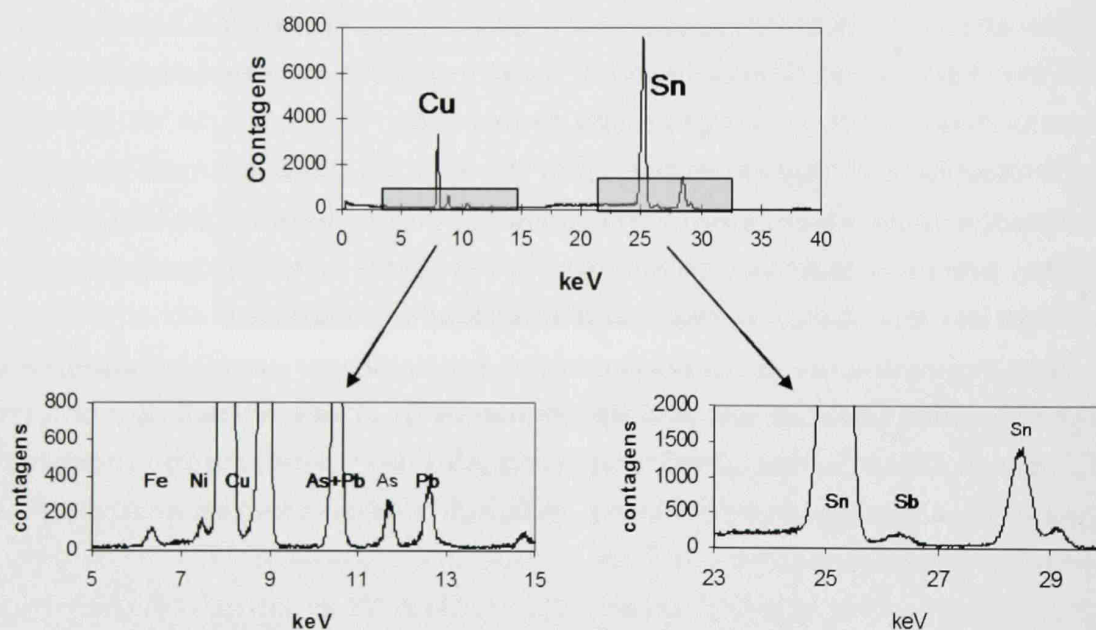 8000
6000
4000
2000
0
Contagens
Cu
Sn
0 5 10 15 20 25 30 35 40
keV
800
600
400
200
0
contagens
Fe Ni Cu As+Pb As Pb
5 7 9 11 13 15
keV
2000
1500
1000
500
0
contagens
Sn
Sn Sb
23 25 27 29
keV